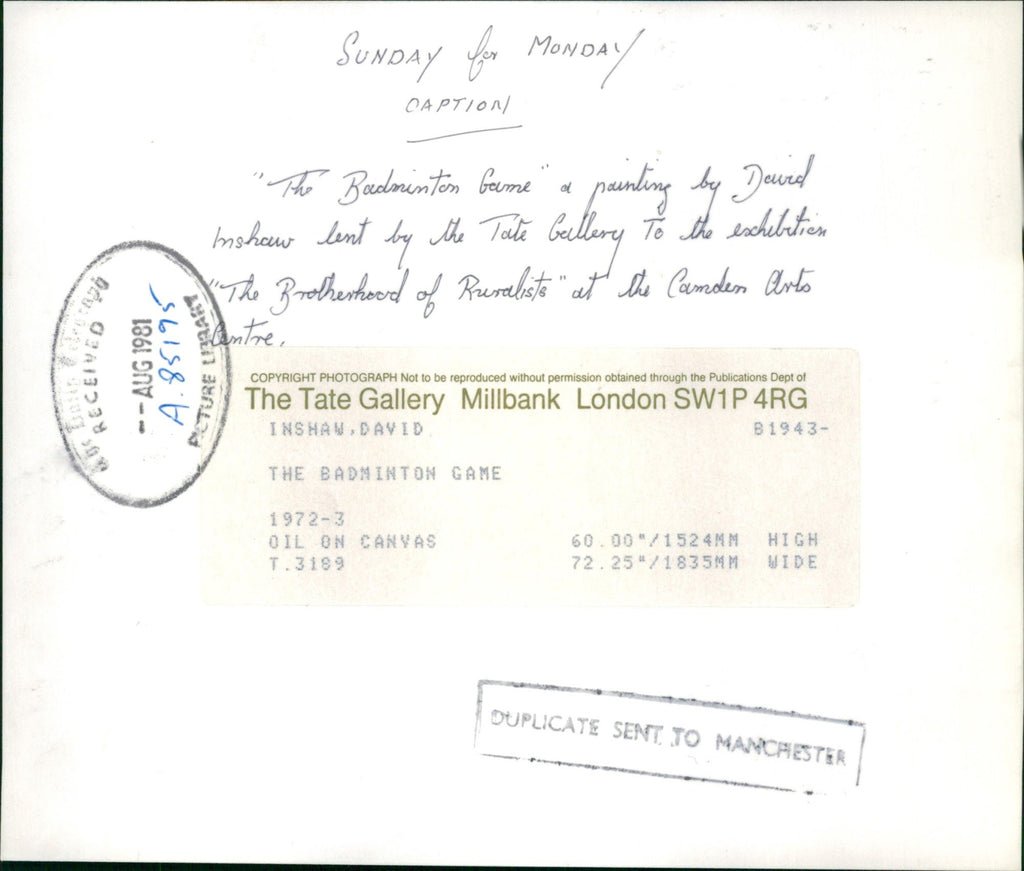 SUNDAY for MONDAY
CAPTION
"The Badminton Game" a painting by David
Inshaw lent by the Tate Gallery To the exhibition
"The Brotherhood of Ruralists" at the Camden Arts
Centre.
RECEIVED
-- AUG 1981
A.85195
PICTURE LIBRARY
COPYRIGHT PHOTOGRAPH Not to be reproduced without permission obtained through the Publications Dept of
The Tate Gallery Millbank London SW1P 4RG
INSHAW,DAVID B1943-
THE BADMINTON GAME
1972-3
OIL ON CANVAS 60.00"/1524MM HIGH
T.3189 72.25"/1835MM WIDE
DUPLICATE SENT TO MANCHESTER